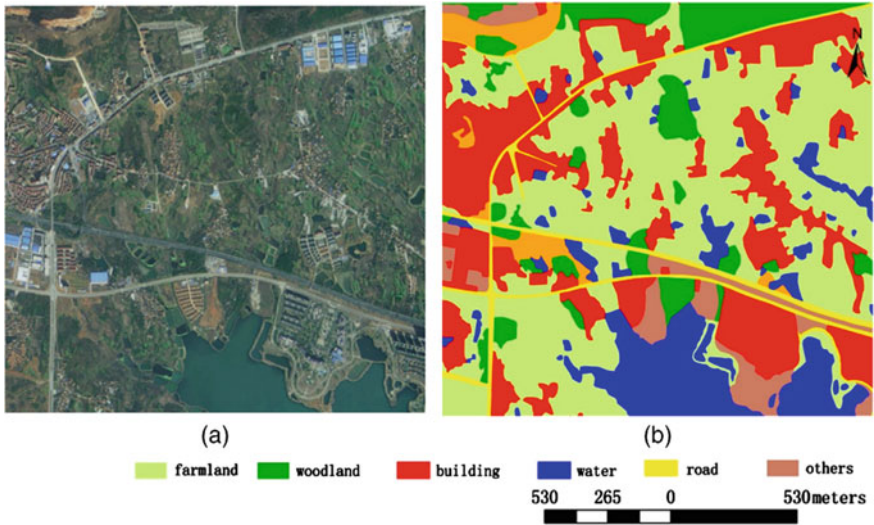 N
(a)
(b)
farmland woodland building water road others
530 265 0 530meters